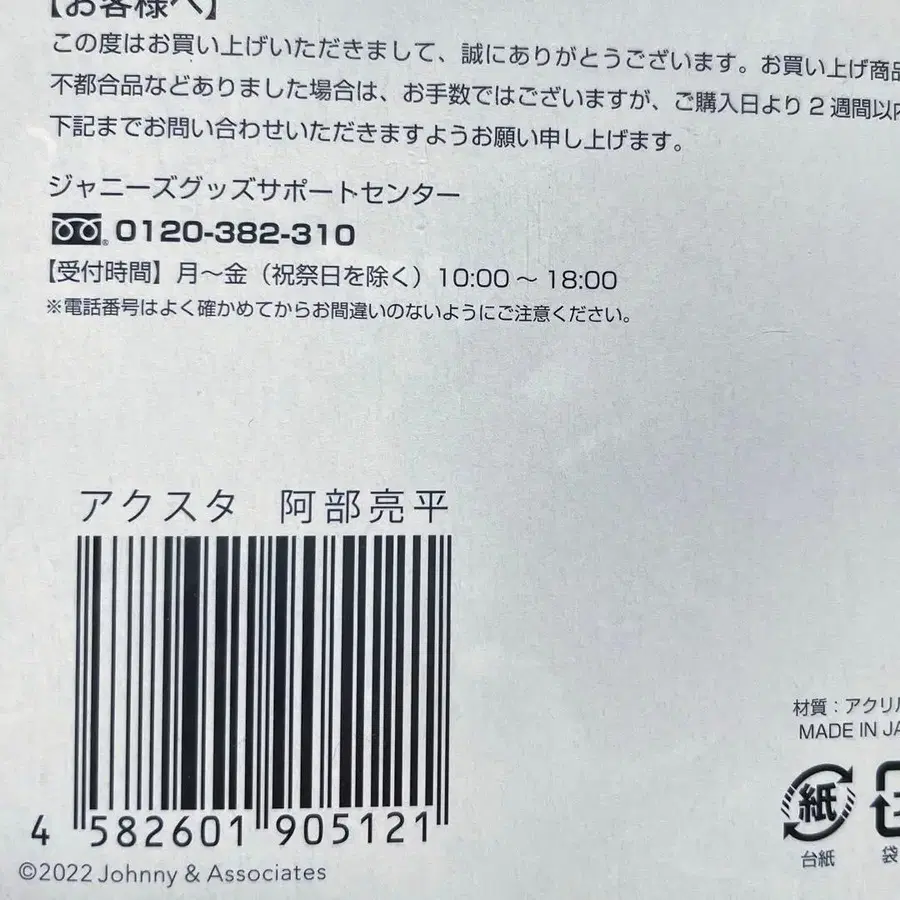 【お客様へ】
この度はお買い上げいただきまして、誠にありがとうございます。お買い上げ商品
不都合品などありました場合は、お手数ではございますが、ご購入日より2週間以内
下記までお問い合わせいただきますようお願い申し上げます。
ジャニーズグッズサポートセンター
0120-382-310
【受付時間】月～金（祝祭日を除く）10:00～18:00
※電話番号はよく確かめてからお間違いのないようにご注意ください。
アクスタ　阿部亮平
4 582601 905121
©2022 Johnny & Associates
材質：アクリル
MADE IN JA
紙
台紙
袋